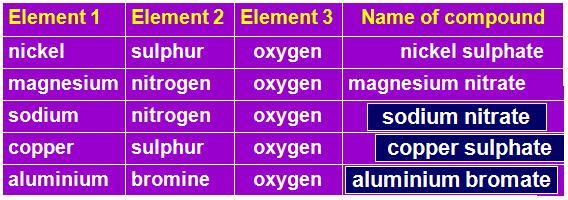 Element 1 Element 2 Element 3 Name of compound
nickel sulphur oxygen nickel sulphate
magnesium nitrogen oxygen magnesium nitrate
sodium nitrogen oxygen sodium nitrate
copper sulphur oxygen copper sulphate
aluminium bromine oxygen aluminium bromate